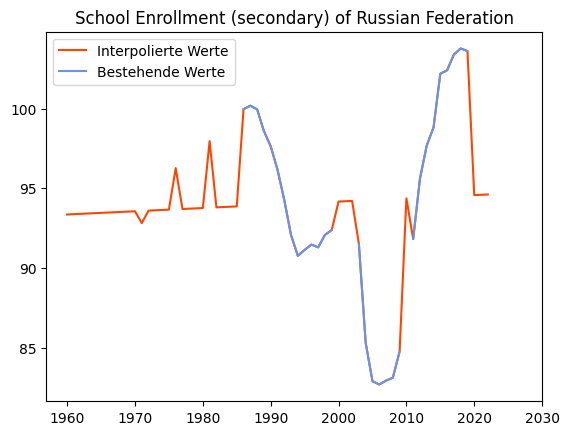 School Enrollment (secondary) of Russian Federation
Interpolierte Werte
Bestehende Werte
100
95
90
85
1960 1970 1980 1990 2000 2010 2020 2030